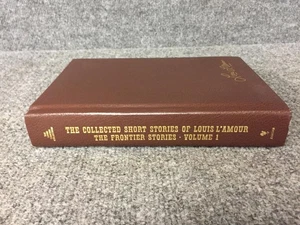 THE COLLECTED SHORT STORIES OF LOUIS L'AMOUR
THE FRONTIER STORIES · VOLUME 1